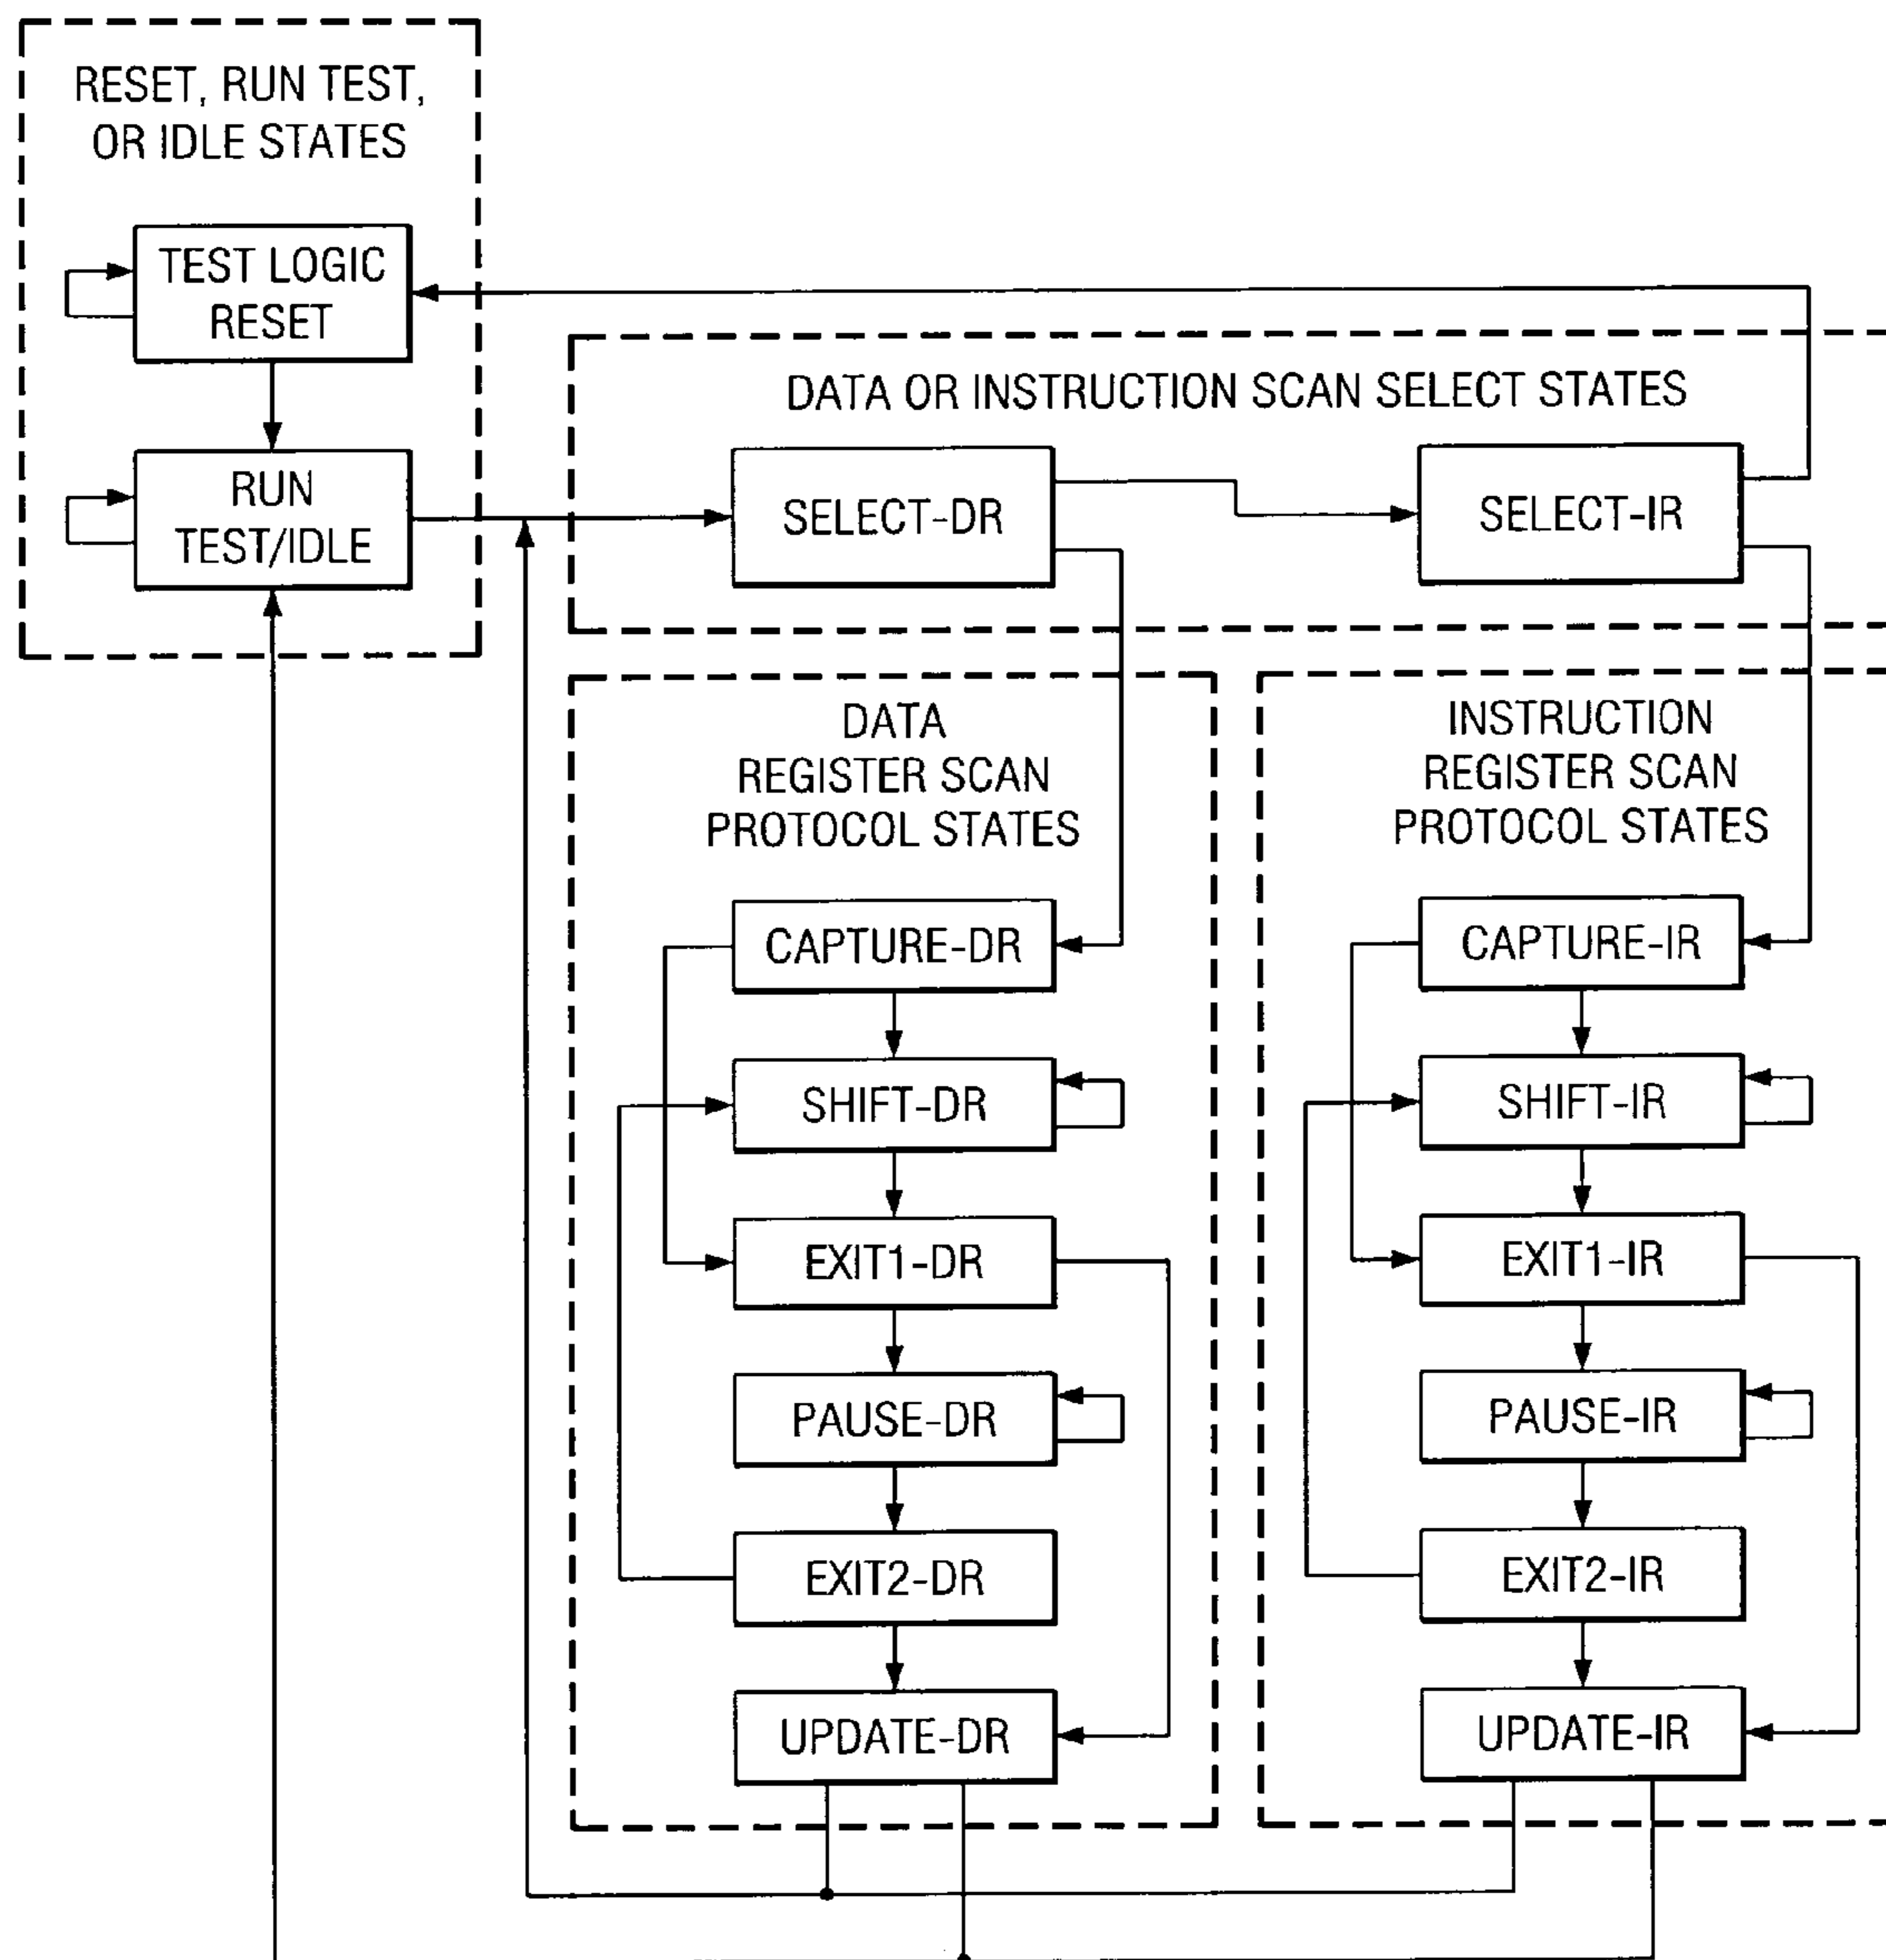 RESET, RUN TEST,
OR IDLE STATES
TEST LOGIC
RESET
RUN
TEST/IDLE
DATA OR INSTRUCTION SCAN SELECT STATES
SELECT-DR
SELECT-IR
DATA
REGISTER SCAN
PROTOCOL STATES
CAPTURE-DR
SHIFT-DR
EXIT1-DR
PAUSE-DR
EXIT2-DR
UPDATE-DR
INSTRUCTION
REGISTER SCAN
PROTOCOL STATES
CAPTURE-IR
SHIFT-IR
EXIT1-IR
PAUSE-IR
EXIT2-IR
UPDATE-IR